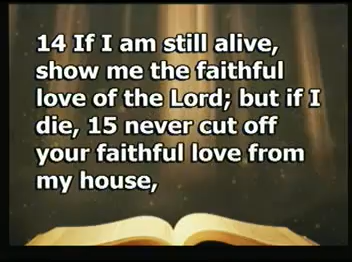 14 If I am still alive,
show me the faithful
love of the Lord; but if I
die, 15 never cut off
your faithful love from
my house,